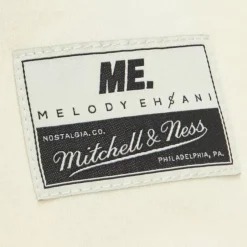 ME.
MELODY EHSANI
NOSTALGIA. CO.
Mitchell & Ness
PHILADELPHIA, PA.